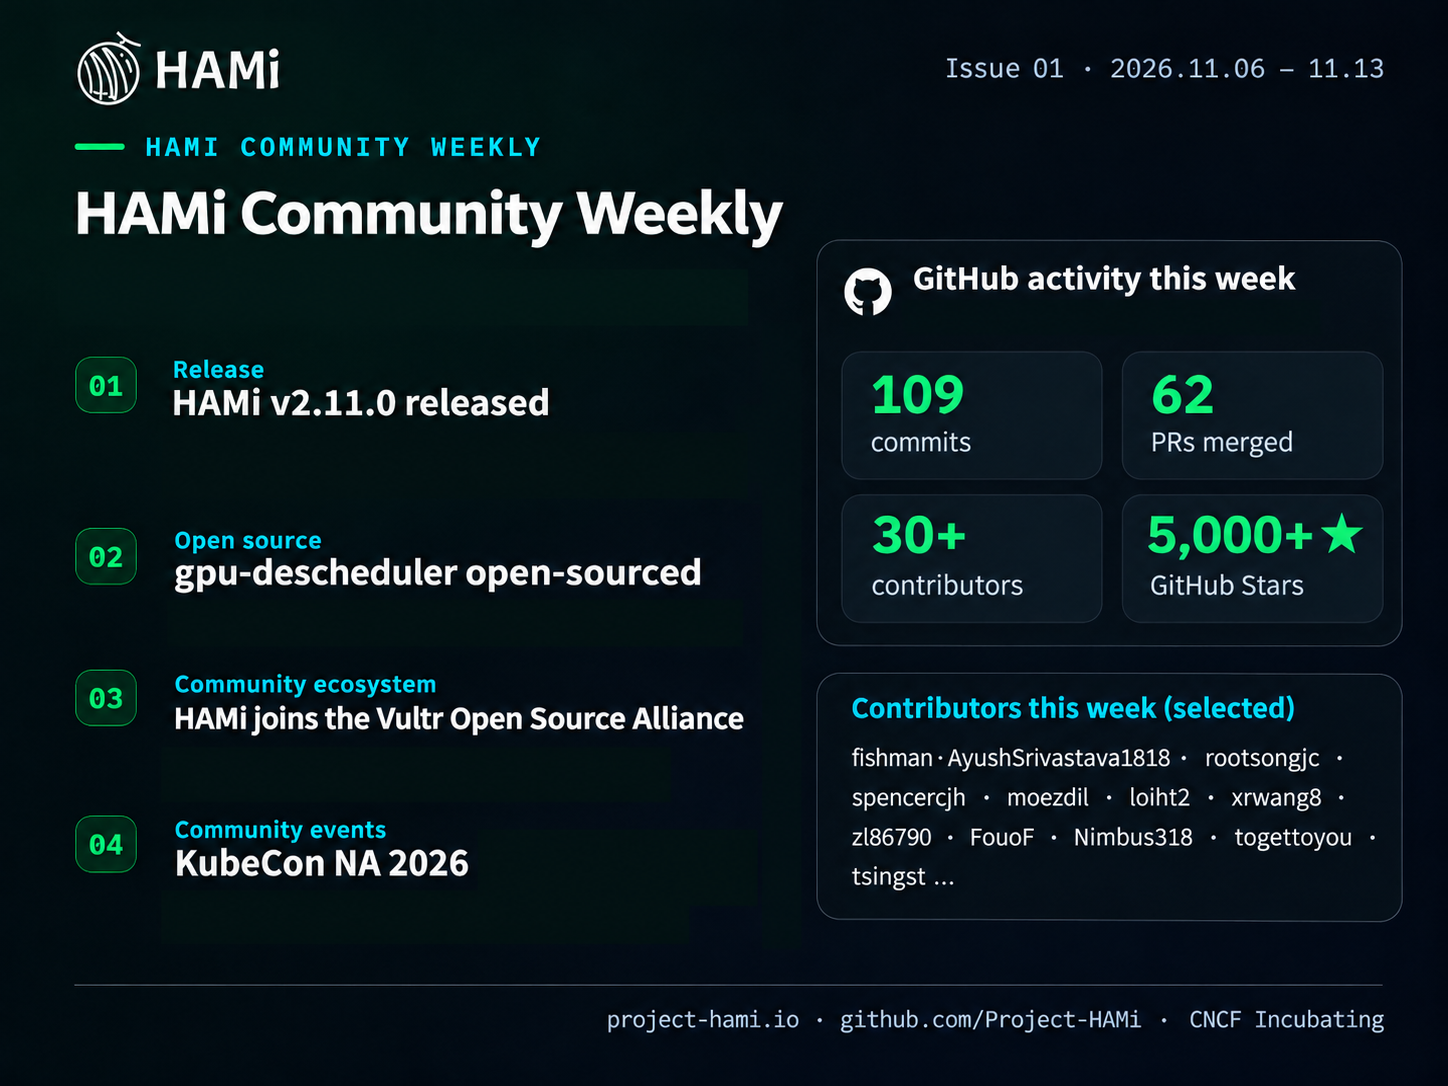 HAMi
Issue 01 · 2026.11.06 – 11.13
HAMI COMMUNITY WEEKLY
HAMi Community Weekly
01
Release
HAMi v2.11.0 released
02
Open source
gpu-descheduler open-sourced
03
Community ecosystem
HAMi joins the Vultr Open Source Alliance
04
Community events
KubeCon NA 2026
GitHub activity this week
109
commits
62
PRs merged
30+
contributors
5,000+ ★
GitHub Stars
Contributors this week (selected)
fishman · AyushSrivastava1818 · rootsongjc ·
spencercjh · moezdil · loiht2 · xrwang8 ·
zl86790 · FouoF · Nimbus318 · togettoyou ·
tsingst ...
project-hami.io · github.com/Project-HAMi · CNCF Incubating